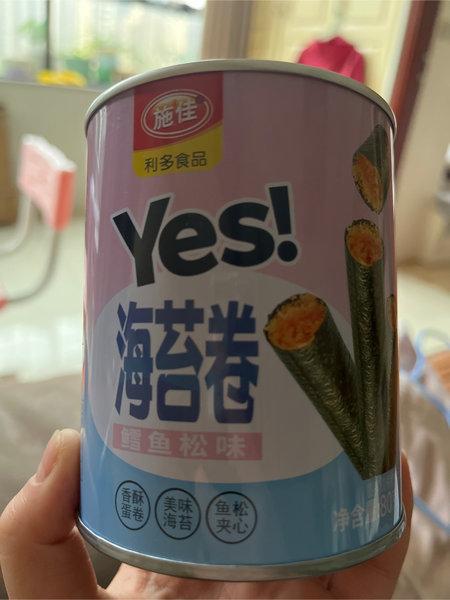 施佳
利多食品
Yes!
海苔卷
鳕鱼松味
香酥
蛋卷
美味
海苔
鱼松
夹心
净含量